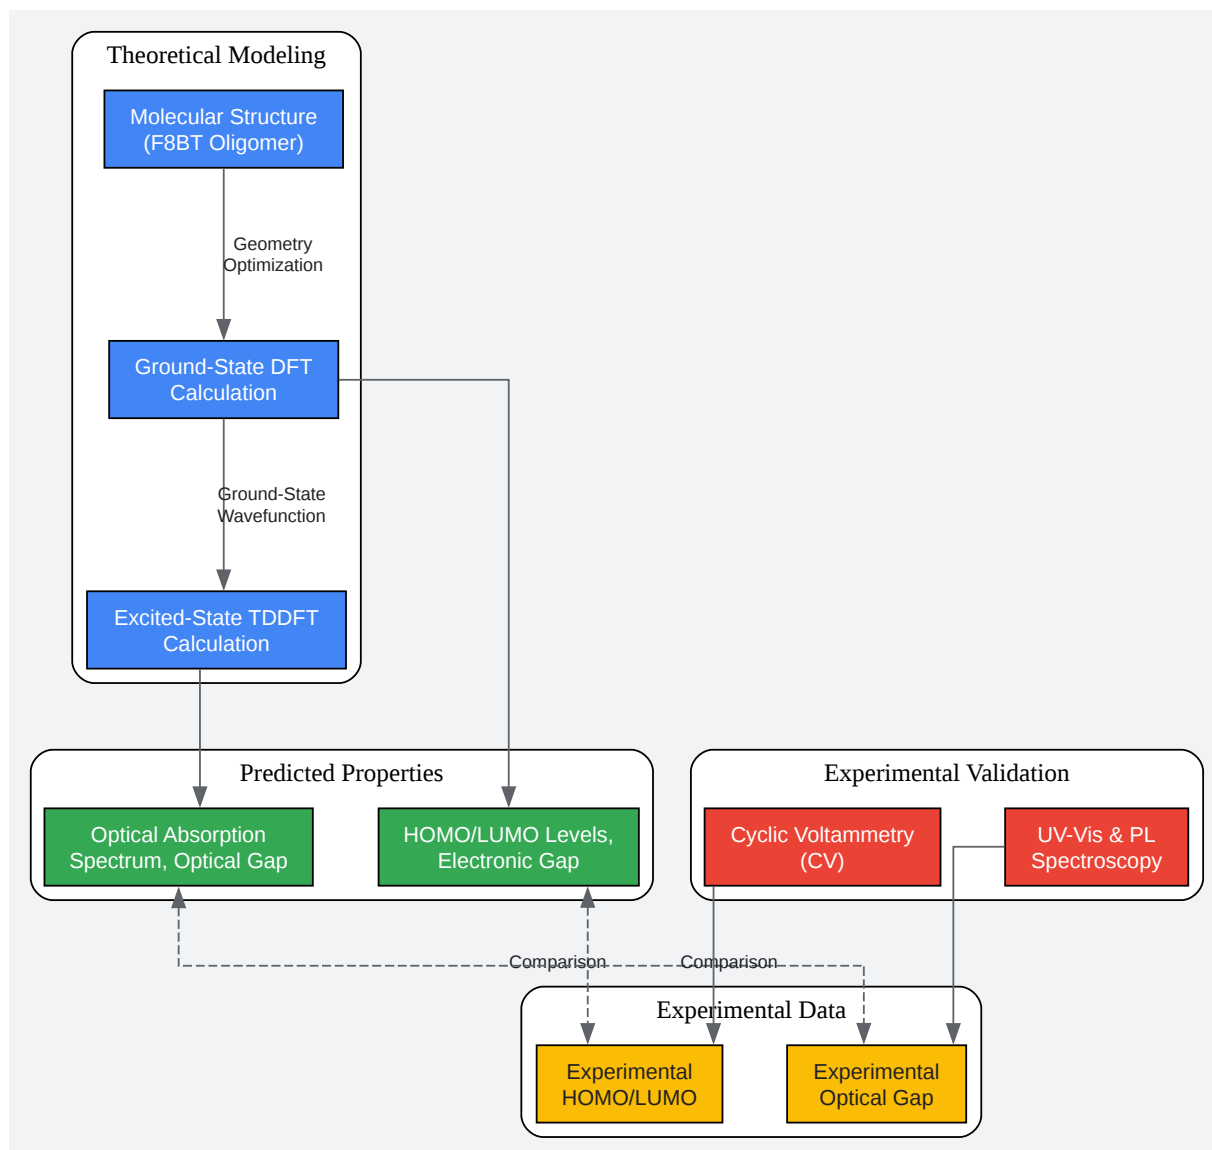 Theoretical Modeling
Molecular Structure
(F8BT Oligomer)
Geometry
Optimization
Ground-State DFT
Calculation
Ground-State
Wavefunction
Excited-State TDDFT
Calculation
Predicted Properties
Optical Absorption
Spectrum, Optical Gap
HOMO/LUMO Levels,
Electronic Gap
Experimental Validation
Cyclic Voltammetry
(CV)
UV-Vis & PL
Spectroscopy
Comparison
Comparison
Experimental Data
Experimental
HOMO/LUMO
Experimental
Optical Gap